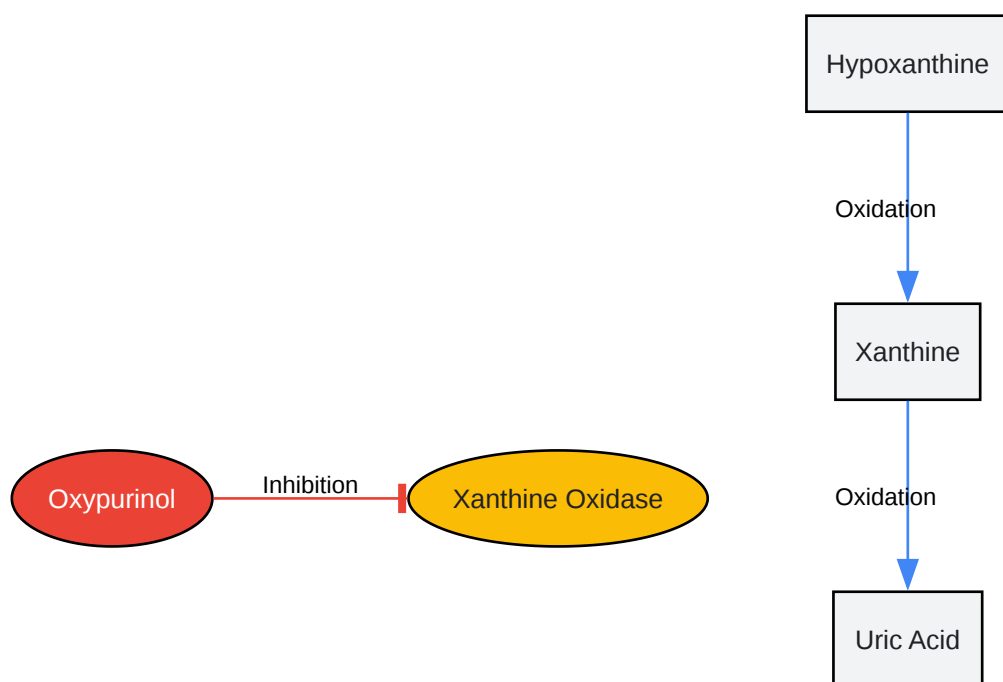 Hypoxanthine
Oxidation
Xanthine
Oxypurinol
Inhibition
Xanthine Oxidase
Oxidation
Uric Acid